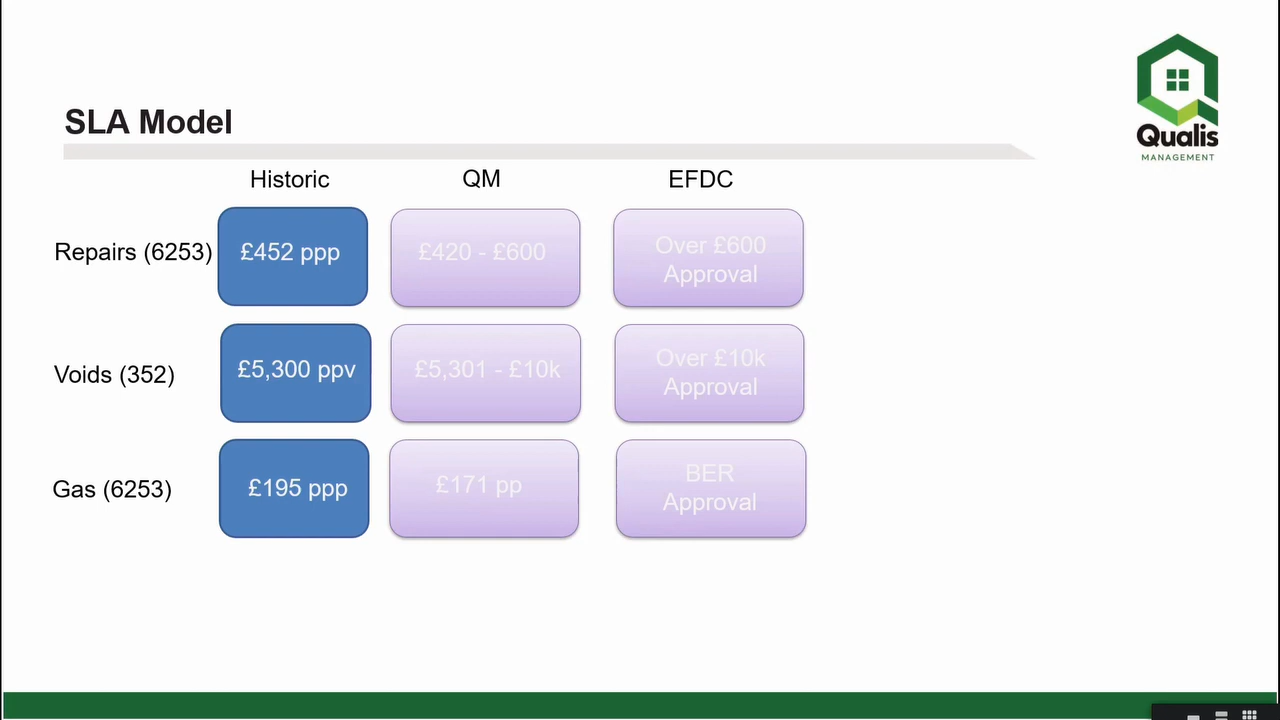 Qualis
MANAGEMENT
SLA Model
Historic QM EFDC
Repairs (6253) £452 ppp £420 - £600 Over £600
Approval
Voids (352) £5,300 ppv £5,301 - £10k Over £10k
Approval
Gas (6253) £195 ppp £171 pp BER
Approval